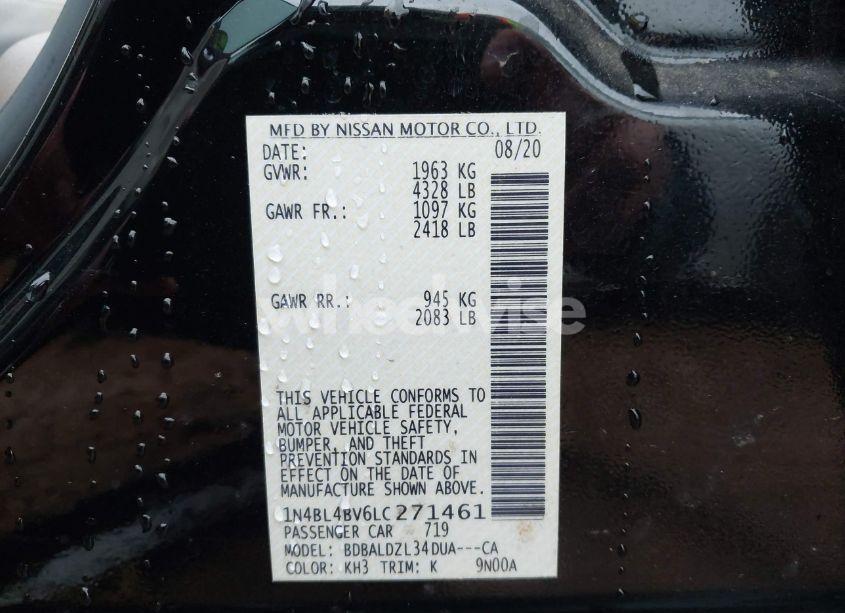 MFD BY NISSAN MOTOR CO., LTD.
DATE: 08/20
GVWR: 1963 KG
4328 LB
GAWR FR.: 1097 KG
2418 LB
GAWR RR.: 945 KG
2083 LB
wheelwise
THIS VEHICLE CONFORMS TO
ALL APPLICABLE FEDERAL
MOTOR VEHICLE SAFETY,
BUMPER, AND THEFT
PREVENTION STANDARDS IN
EFFECT ON THE DATE OF
MANUFACTURE SHOWN ABOVE.
1N4BL4BV6LC271461
PASSENGER CAR 719
MODEL: BDBALDZL34DUA---CA
COLOR: KH3 TRIM: K 9N00A